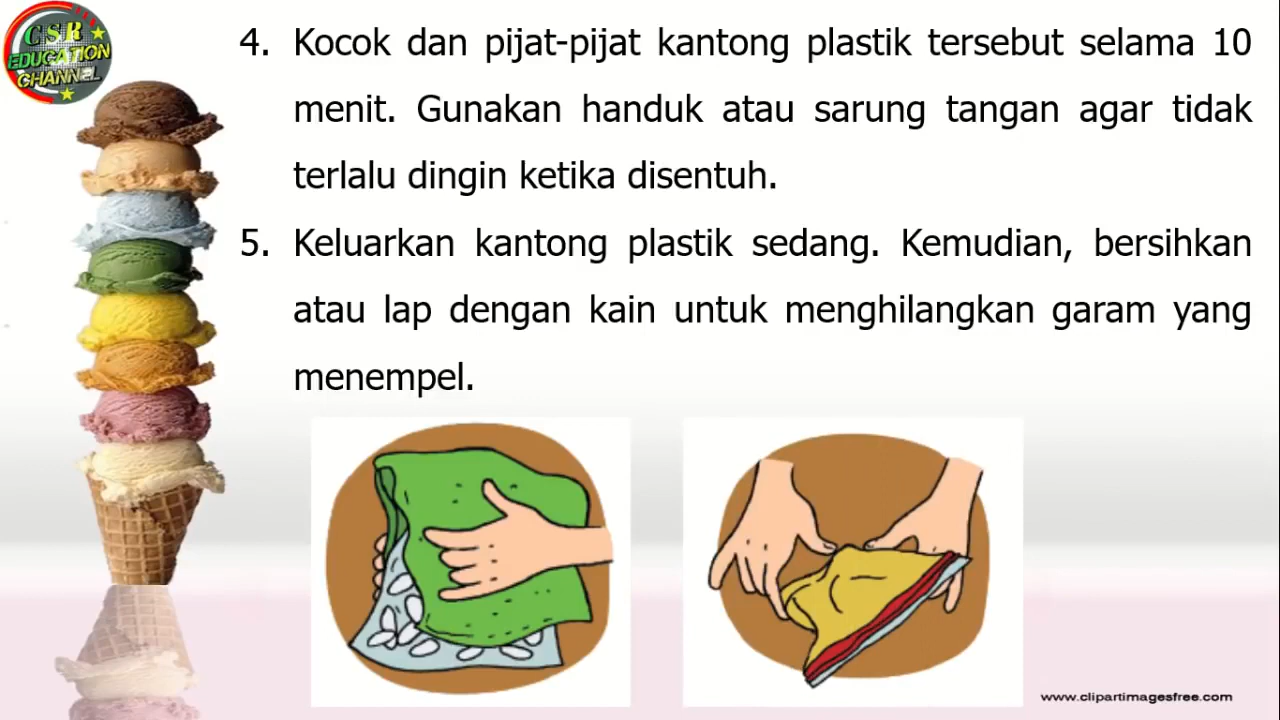 CSR
EDUCATION
CHANNEL
4. Kocok dan pijat-pijat kantong plastik tersebut selama 10
menit. Gunakan handuk atau sarung tangan agar tidak
terlalu dingin ketika disentuh.
5. Keluarkan kantong plastik sedang. Kemudian, bersihkan
atau lap dengan kain untuk menghilangkan garam yang
menempel.
www.clipartimagesfree.com